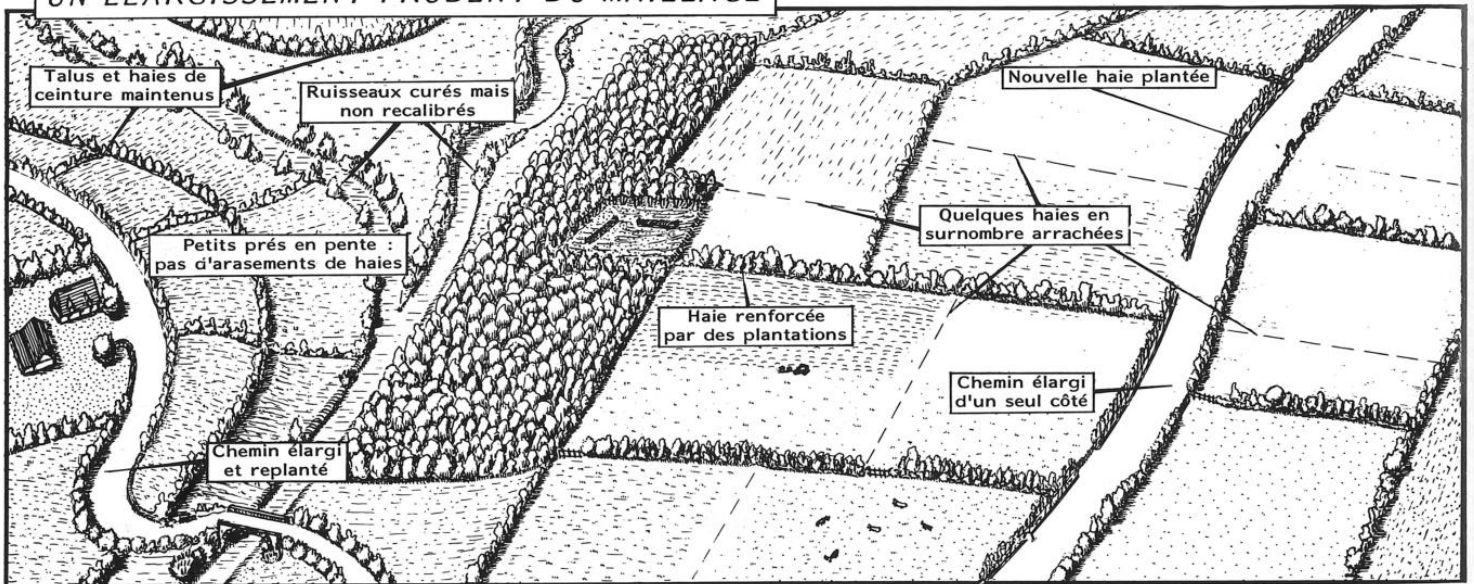 UN ELARGISSEMENT PRUDENT DU MAILLAGE
Talus et haies de
ceinture maintenus
Ruisseaux curés mais
non recalibrés
Nouvelle haie plantée
Petits prés en pente :
pas d'arasements de haies
Quelques haies en
surnombre arrachées
Haie renforcée
par des plantations
Chemin élargi
d'un seul côté
Chemin élargi
et replanté